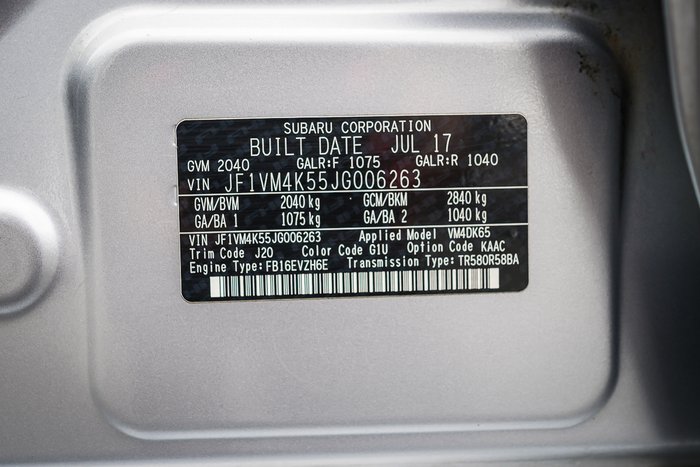 SUBARU CORPORATION
BUILT DATE JUL 17
GVM 2040 GALR:F 1075 GALR:R 1040
VIN JF1VM4K55JG006263
GVM/BVM 2040 kg GCM/BKM 2840 kg
GA/BA 1 1075 kg GA/BA 2 1040 kg
VIN JF1VM4K55JG006263 Applied Model VM4DK65
Trim Code J20 Color Code G1U Option Code KAAC
Engine Type:FB16EVZH6E Transmission Type:TR580R58BA